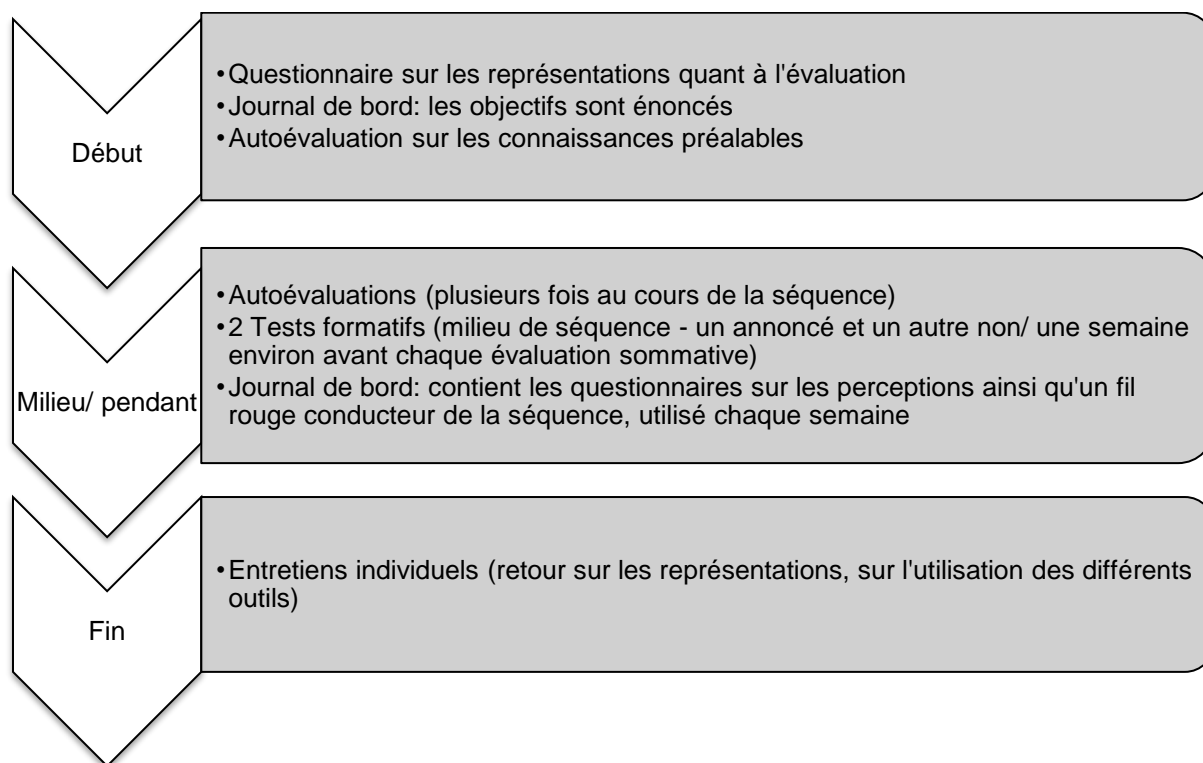 Début
•Questionnaire sur les représentations quant à l'évaluation
•Journal de bord: les objectifs sont énoncés
•Autoévaluation sur les connaissances préalables
Milieu/ pendant
•Autoévaluations (plusieurs fois au cours de la séquence)
•2 Tests formatifs (milieu de séquence - un annoncé et un autre non/ une semaine
environ avant chaque évaluation sommative)
•Journal de bord: contient les questionnaires sur les perceptions ainsi qu'un fil
rouge conducteur de la séquence, utilisé chaque semaine
Fin
•Entretiens individuels (retour sur les représentations, sur l'utilisation des différents
outils)